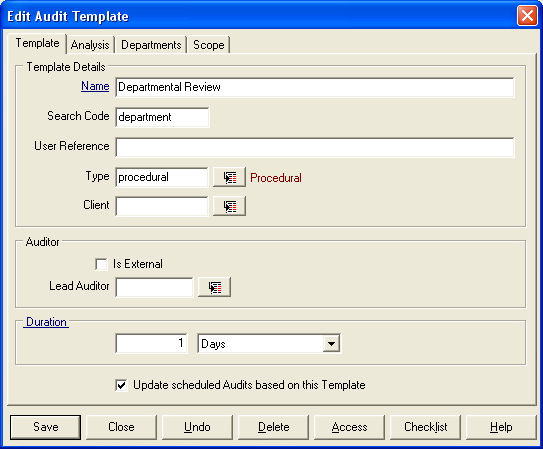 Edit Audit Template
Template Analysis Departments Scope
Template Details
Name Departmental Review
Search Code department
User Reference
Type procedural Procedural
Client
Auditor
Is External
Lead Auditor
Duration
1 Days
Update scheduled Audits based on this Template
Save Close Undo Delete Access Checklist Help